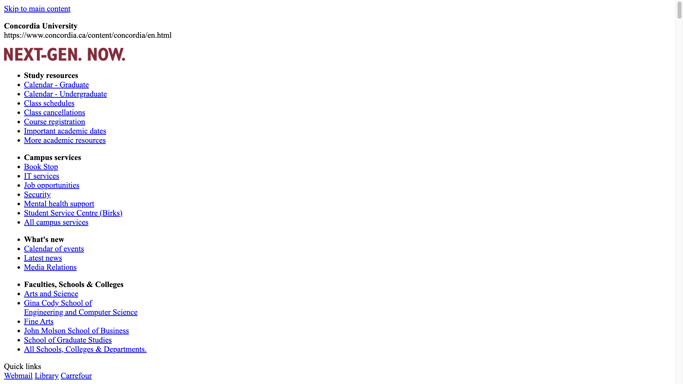 Skip to main content
Concordia University
https://www.concordia.ca/content/concordia/en.html
NEXT-GEN. NOW.
Study resources
Calendar - Graduate
Calendar - Undergraduate
Class schedules
Class cancellations
Course registration
Important academic dates
More academic resources
Campus services
Book Stop
IT services
Job opportunities
Security
Mental health support
Student Service Centre (Birks)
All campus services
What's new
Calendar of events
Latest news
Media Relations
Faculties, Schools & Colleges
Arts and Science
Gina Cody School of
Engineering and Computer Science
Fine Arts
John Molson School of Business
School of Graduate Studies
All Schools, Colleges & Departments.
Quick links
Webmail Library Carrefour